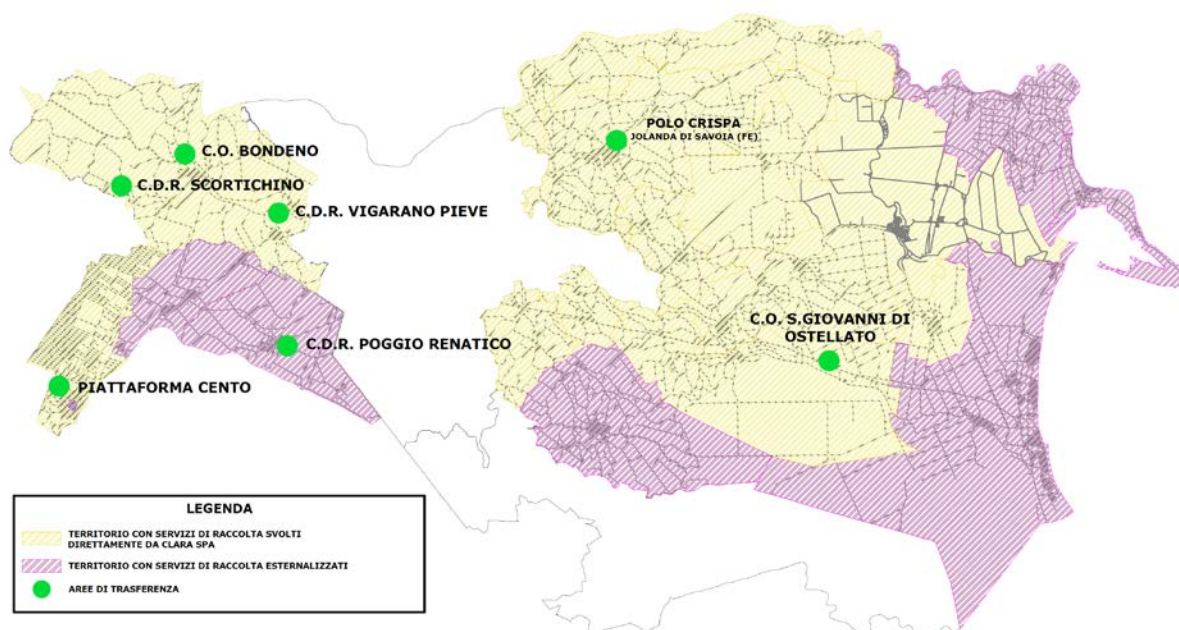 POLO CRISPA
JOLANDA DI SAVOIA (FE)
C.O. BONDENO
C.D.R. SCORTICHINO
C.D.R. VIGARANO PIEVE
C.O. S.GIOVANNI DI
OSTELLATO
C.D.R. POGGIO RENATICO
PIATTAFORMA CENTO
LEGENDA
TERRITORIO CON SERVIZI DI RACCOLTA SVOLTI
DIRETTAMENTE DA CLARA SPA
TERRITORIO CON SERVIZI DI RACCOLTA ESTERNALIZZATI
AREE DI TRASFERENZA